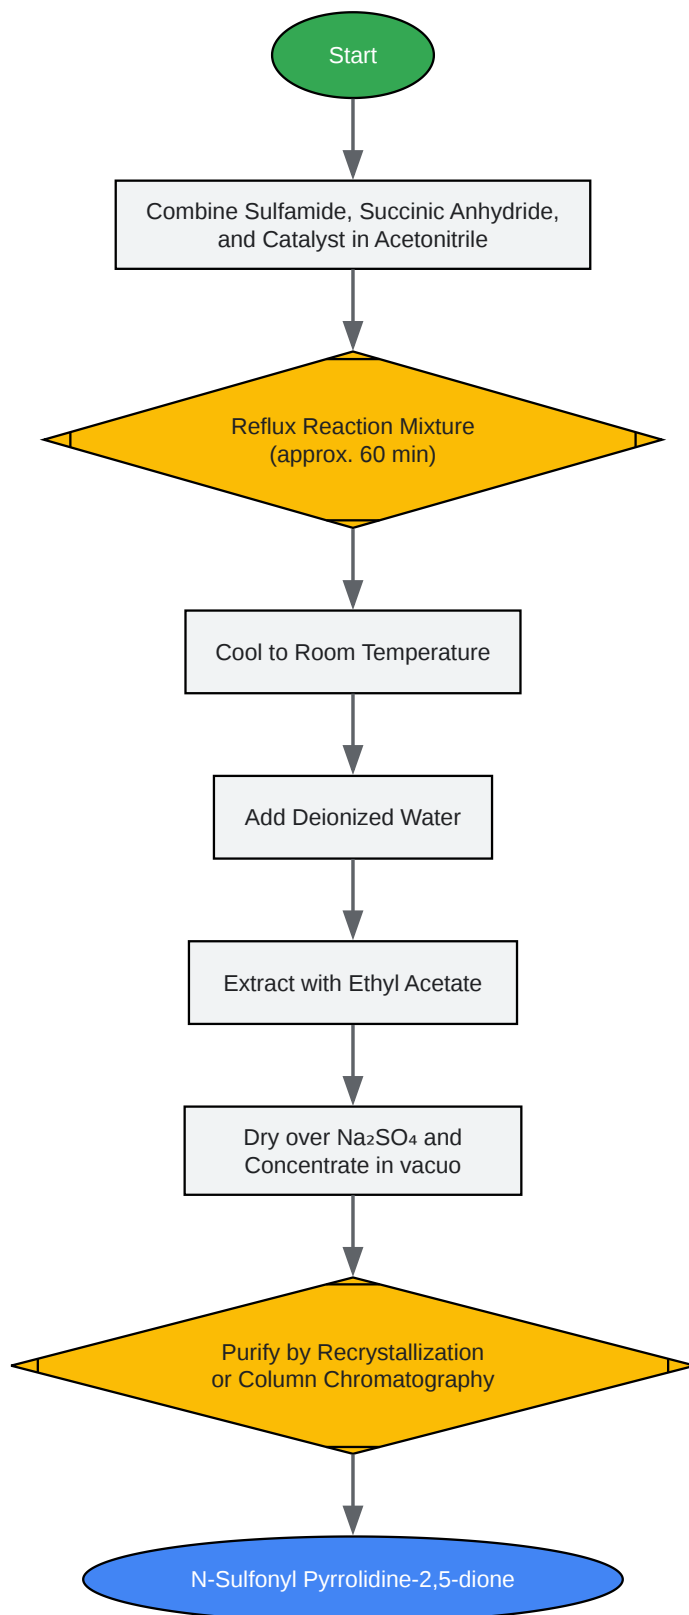 Start
Combine Sulfamide, Succinic Anhydride,
and Catalyst in Acetonitrile
Reflux Reaction Mixture
(approx. 60 min)
Cool to Room Temperature
Add Deionized Water
Extract with Ethyl Acetate
Dry over Na₂SO₄ and
Concentrate in vacuo
Purify by Recrystallization
or Column Chromatography
N-Sulfonyl Pyrrolidine-2,5-dione